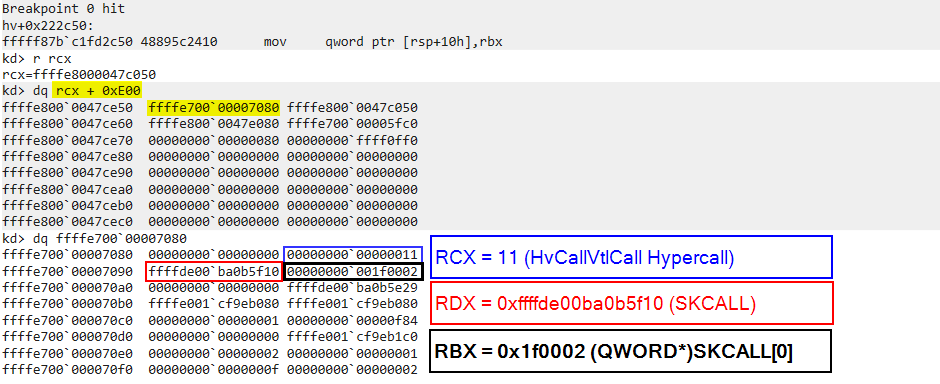 Breakpoint 0 hit
hv+0x222c50:
fffff87b`c1fd2c50 48895c2410      mov     qword ptr [rsp+10h],rbx
kd> r rcx
rcx=ffffe8000047c050
kd> dq rcx + 0xE00
ffffe800`0047ce50  ffffe700`00007080 ffffe800`0047c050
ffffe800`0047ce60  ffffe800`0047e080 ffffe700`00005fc0
ffffe800`0047ce70  00000000`00000080 00000000`ffff0ff0
ffffe800`0047ce80  00000000`00000000 00000000`00000000
ffffe800`0047ce90  00000000`00000000 00000000`00000000
ffffe800`0047cea0  00000000`00000000 00000000`00000000
ffffe800`0047ceb0  00000000`00000000 00000000`00000000
ffffe800`0047cec0  00000000`00000000 00000000`00000000
kd> dq ffffe700`00007080
ffffe700`00007080  00000000`00000000 00000000`00000011
RCX = 11 (HvCallVtlCall Hypercall)
ffffe700`00007090  ffffde00`ba0b5f10 00000000`001f0002
ffffe700`000070a0  00000000`00000000 ffffde00`ba0b5e29
ffffe700`000070b0  ffffe001`cf9eb080 ffffe001`cf9eb080
RDX = 0xffffde00ba0b5f10 (SKCALL)
ffffe700`000070c0  00000000`00000001 00000000`00000f84
ffffe700`000070d0  00000000`00000000 ffffe001`cf9eb1c0
ffffe700`000070e0  00000000`00000002 00000000`00000001
RBX = 0x1f0002 (QWORD*)SKCALL[0]
ffffe700`000070f0  00000000`0000000f 00000000`00000002